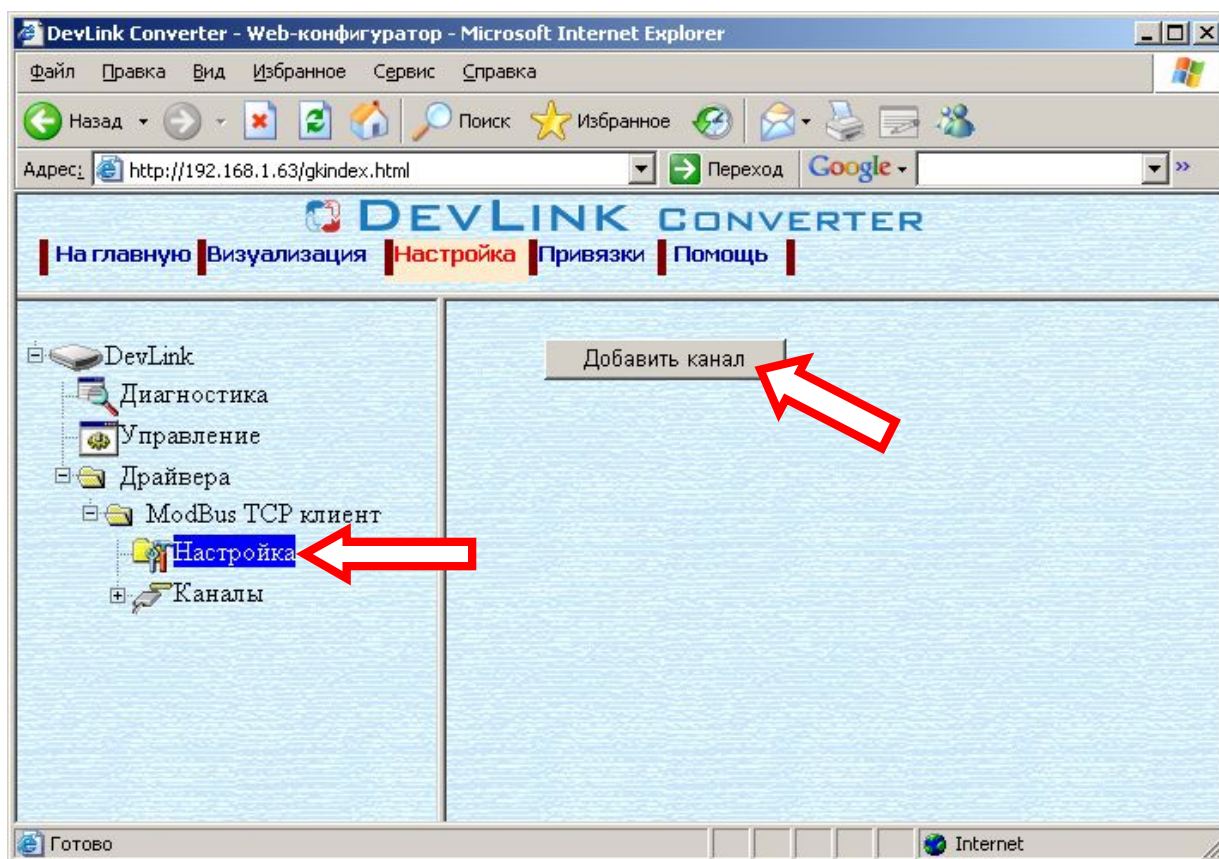 DevLink Converter - Web-конфигуратор - Microsoft Internet Explorer
Файл Правка Вид Избранное Сервис Справка
Назад Поиск Избранное
Адрес: http://192.168.1.63/gkindex.html Переход Google »
DEVLINK CONVERTER
На главную Визуализация Настройка Привязки Помощь
Добавить канал
DevLink
Диагностика
Управление
Драйвера
ModBus TCP клиент
Настройка
Каналы
Готово Internet